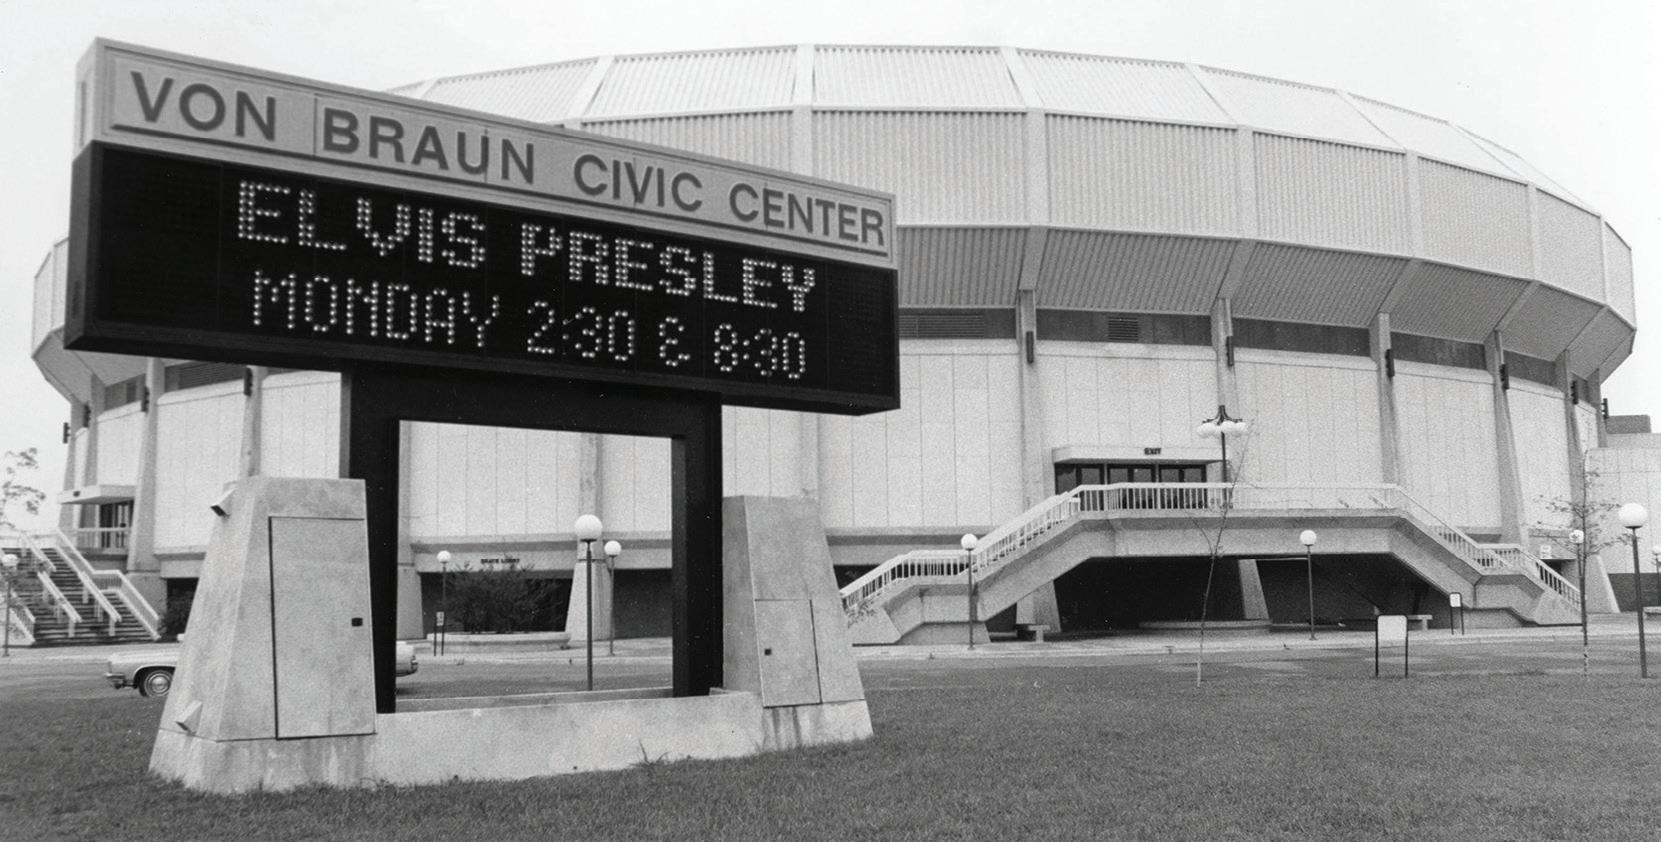 VON BRAUN CIVIC CENTER
ELVIS PRESLEY
MONDAY 2:30 & 8:30
EXIT